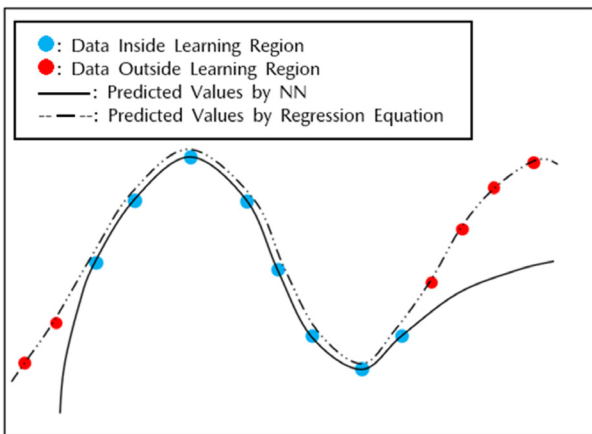 : Data Inside Learning Region
: Data Outside Learning Region
: Predicted Values by NN
: Predicted Values by Regression Equation